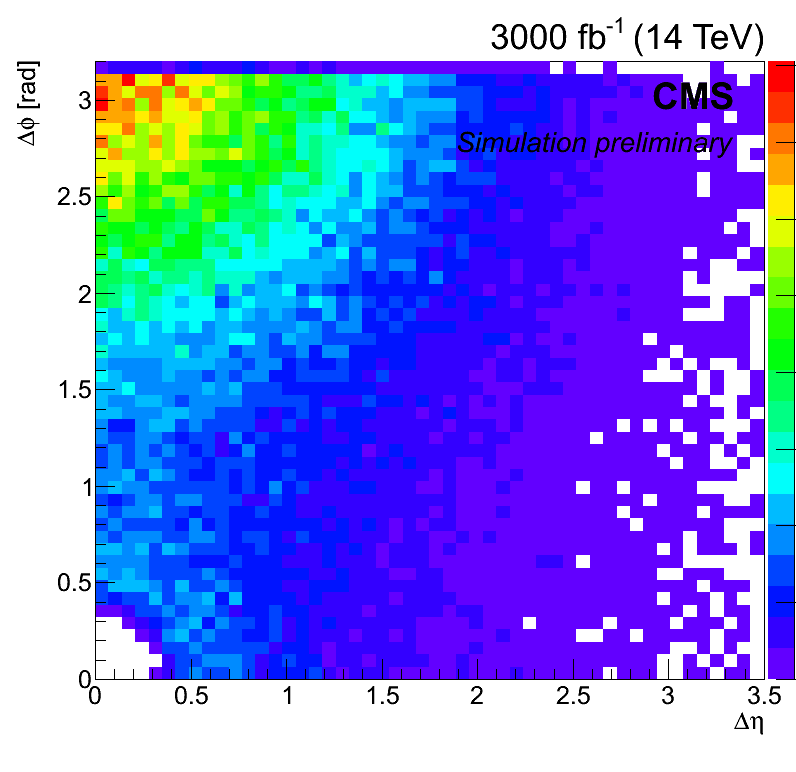 3000 fb⁻¹ (14 TeV)
CMS
Simulation preliminary
Δϕ [rad]
3
2.5
2
1.5
1
0.5
0
0 0.5 1 1.5 2 2.5 3 3.5
Δη